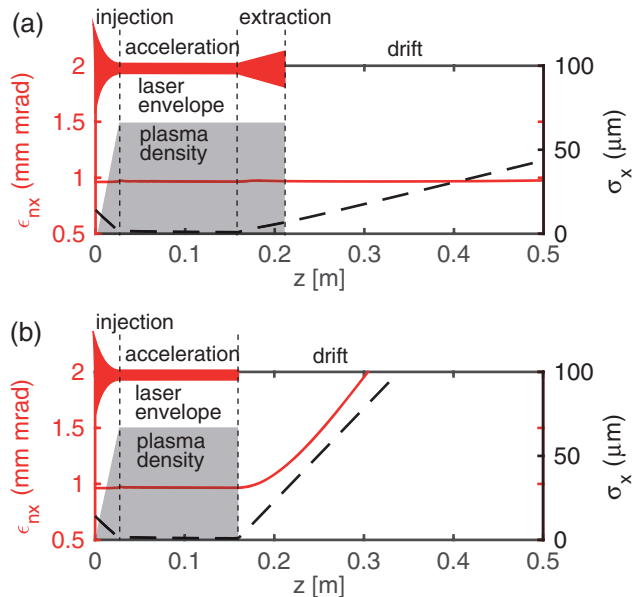 (a)
injection
extraction
acceleration
drift
2
100
laser
envelope
1.5
plasma
density
1
50
0.5
0
ϵnx (mm mrad)
σx (μm)
0
0.1
0.2
0.3
0.4
0.5
z [m]
(b)
injection
acceleration
drift
2
100
laser
envelope
1.5
plasma
density
1
50
0.5
0
ϵnx (mm mrad)
σx (μm)
0
0.1
0.2
0.3
0.4
0.5
z [m]